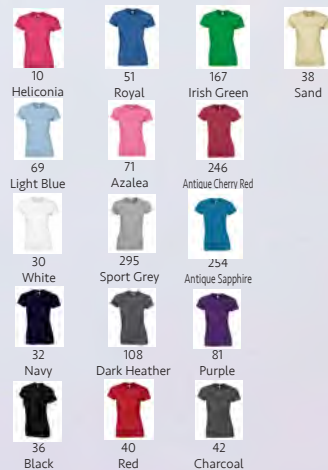 10
Heliconia
51
Royal
167
Irish Green
38
Sand
69
Light Blue
71
Azalea
246
Antique Cherry Red
30
White
295
Sport Grey
254
Antique Sapphire
32
Navy
108
Dark Heather
81
Purple
36
Black
40
Red
42
Charcoal